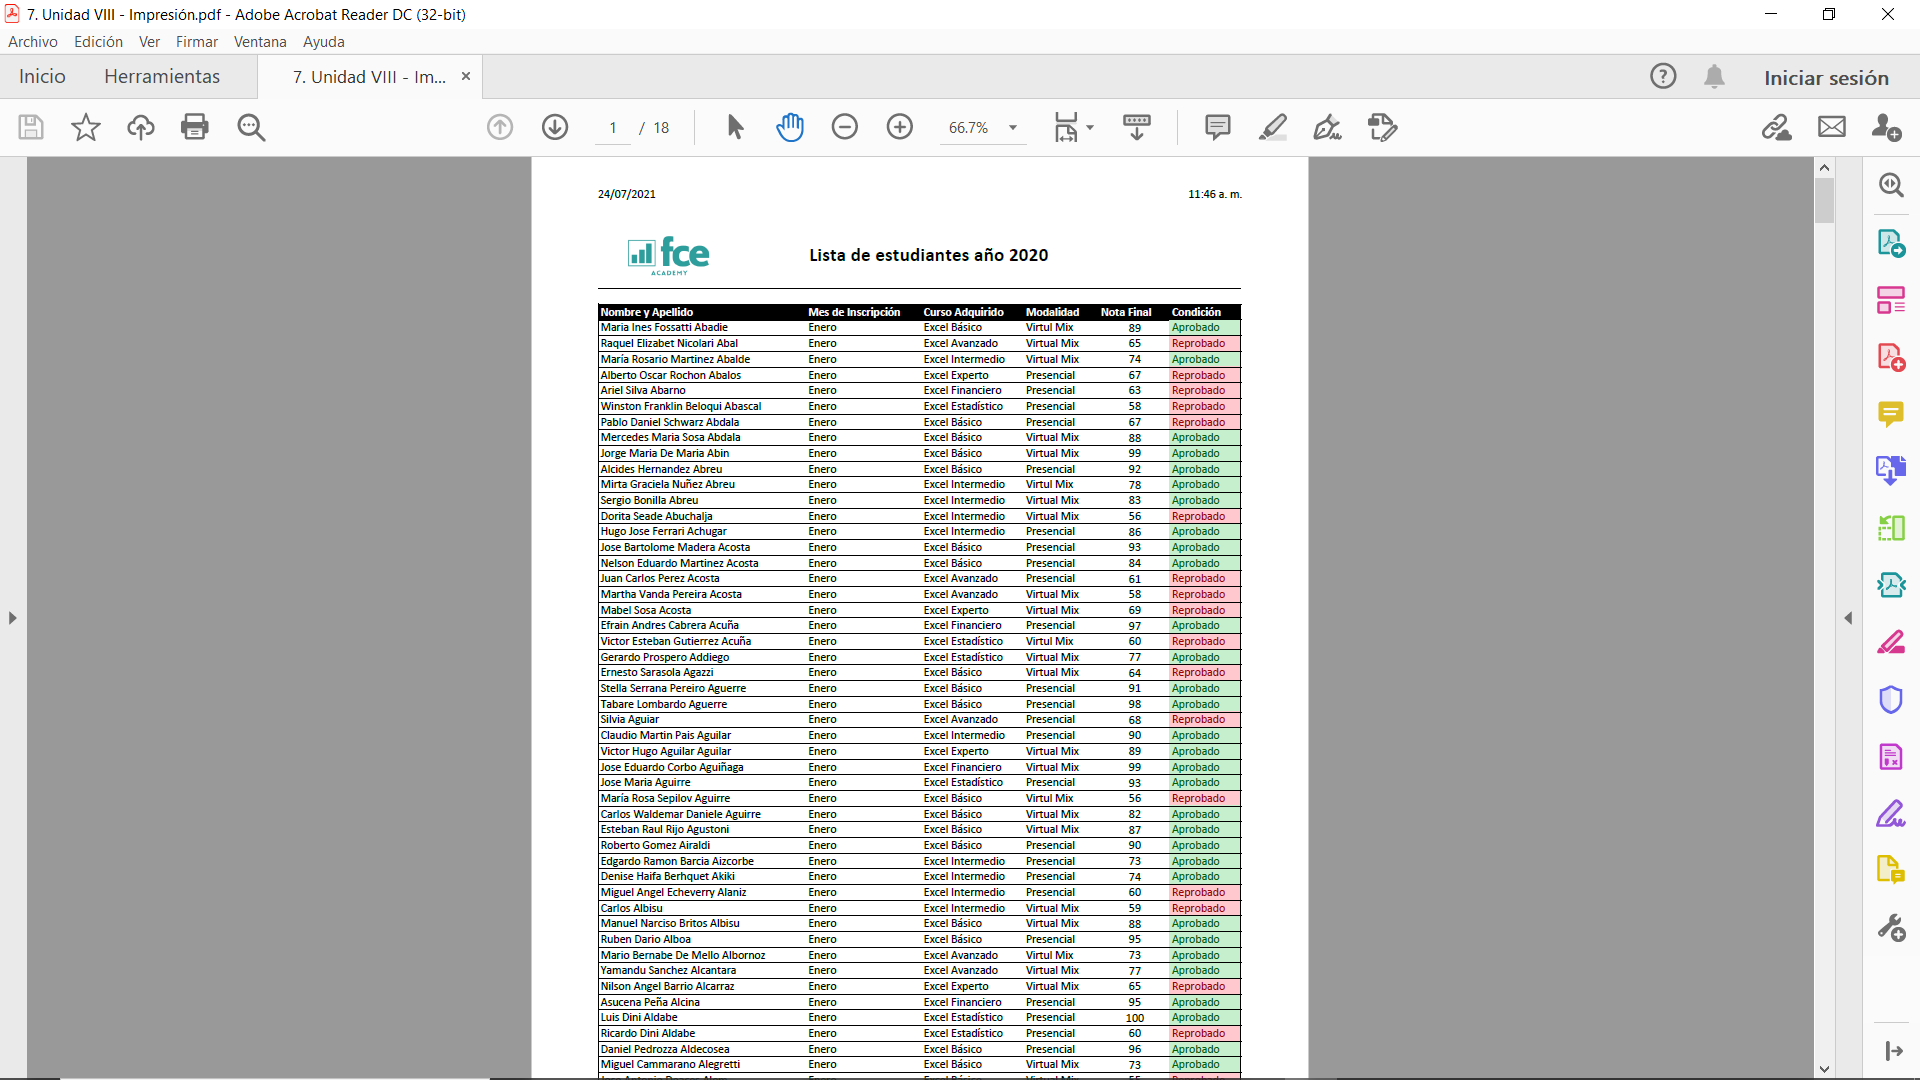 7. Unidad VIII - Impresión.pdf - Adobe Acrobat Reader DC (32-bit)
Archivo Edición Ver Firmar Ventana Ayuda
Inicio Herramientas 7. Unidad VIII - Im... Iniciar sesión
1 / 18 66.7%
24/07/2021 11:46 a. m.
fce ACADEMY
Lista de estudiantes año 2020
Nombre y Apellido Mes de Inscripción Curso Adquirido Modalidad Nota Final Condición
Maria Ines Fossatti Abadie Enero Excel Básico Virtul Mix 89 Aprobado
Raquel Elizabet Nicolari Abal Enero Excel Avanzado Virtual Mix 65 Reprobado
María Rosario Martinez Abalde Enero Excel Intermedio Virtual Mix 74 Aprobado
Alberto Oscar Rochon Abalos Enero Excel Experto Presencial 67 Reprobado
Ariel Silva Abarno Enero Excel Financiero Presencial 63 Reprobado
Winston Franklin Beloqui Abascal Enero Excel Estadístico Presencial 58 Reprobado
Pablo Daniel Schwarz Abdala Enero Excel Básico Presencial 67 Reprobado
Mercedes Maria Sosa Abdala Enero Excel Básico Virtual Mix 88 Aprobado
Jorge Maria De Maria Abin Enero Excel Básico Virtual Mix 99 Aprobado
Alcides Hernandez Abreu Enero Excel Básico Presencial 92 Aprobado
Mirta Graciela Nuñez Abreu Enero Excel Intermedio Virtul Mix 78 Aprobado
Sergio Bonilla Abreu Enero Excel Intermedio Virtual Mix 83 Aprobado
Dorita Seade Abuchalja Enero Excel Intermedio Virtual Mix 56 Reprobado
Hugo Jose Ferrari Achugar Enero Excel Intermedio Presencial 86 Aprobado
Jose Bartolome Madera Acosta Enero Excel Básico Presencial 93 Aprobado
Nelson Eduardo Martinez Acosta Enero Excel Básico Presencial 84 Aprobado
Juan Carlos Perez Acosta Enero Excel Avanzado Presencial 61 Reprobado
Martha Vanda Pereira Acosta Enero Excel Avanzado Virtual Mix 58 Reprobado
Mabel Sosa Acosta Enero Excel Experto Virtual Mix 69 Reprobado
Efrain Andres Cabrera Acuña Enero Excel Financiero Presencial 97 Aprobado
Victor Esteban Gutierrez Acuña Enero Excel Estadístico Virtul Mix 60 Reprobado
Gerardo Prospero Addiego Enero Excel Estadístico Virtual Mix 77 Aprobado
Ernesto Sarasola Agazzi Enero Excel Básico Virtual Mix 64 Reprobado
Stella Serrana Pereiro Aguerre Enero Excel Básico Presencial 91 Aprobado
Tabare Lombardo Aguerre Enero Excel Básico Presencial 98 Aprobado
Silvia Aguiar Enero Excel Avanzado Presencial 68 Reprobado
Claudio Martin Pais Aguilar Enero Excel Intermedio Presencial 90 Aprobado
Victor Hugo Aguilar Aguilar Enero Excel Experto Virtual Mix 89 Aprobado
Jose Eduardo Corbo Aguiñaga Enero Excel Financiero Virtual Mix 99 Aprobado
Jose Maria Aguirre Enero Excel Estadístico Presencial 93 Aprobado
María Rosa Sepilov Aguirre Enero Excel Básico Virtul Mix 56 Reprobado
Carlos Waldemar Daniele Aguirre Enero Excel Básico Virtual Mix 82 Aprobado
Esteban Raul Rijo Agustoni Enero Excel Básico Virtual Mix 87 Aprobado
Roberto Gomez Airaldi Enero Excel Básico Presencial 90 Aprobado
Edgardo Ramon Barcia Aizcorbe Enero Excel Intermedio Presencial 73 Aprobado
Denise Haifa Berhquet Akiki Enero Excel Intermedio Presencial 74 Aprobado
Miguel Angel Echeverry Alaniz Enero Excel Intermedio Presencial 60 Reprobado
Carlos Albisu Enero Excel Intermedio Virtual Mix 59 Reprobado
Manuel Narciso Britos Albisu Enero Excel Básico Virtual Mix 88 Aprobado
Ruben Dario Alboa Enero Excel Básico Presencial 95 Aprobado
Mario Bernabe De Mello Albornoz Enero Excel Avanzado Virtul Mix 73 Aprobado
Yamandu Sanchez Alcantara Enero Excel Avanzado Virtual Mix 77 Aprobado
Nilson Angel Barrio Alcarraz Enero Excel Experto Virtual Mix 65 Reprobado
Asucena Peña Alcina Enero Excel Financiero Presencial 95 Aprobado
Luis Dini Aldabe Enero Excel Estadístico Presencial 100 Aprobado
Ricardo Dini Aldabe Enero Excel Estadístico Presencial 60 Reprobado
Daniel Pedrozza Aldecosea Enero Excel Básico Presencial 96 Aprobado
Miguel Cammarano Alegretti Enero Excel Básico Virtual Mix 73 Aprobado